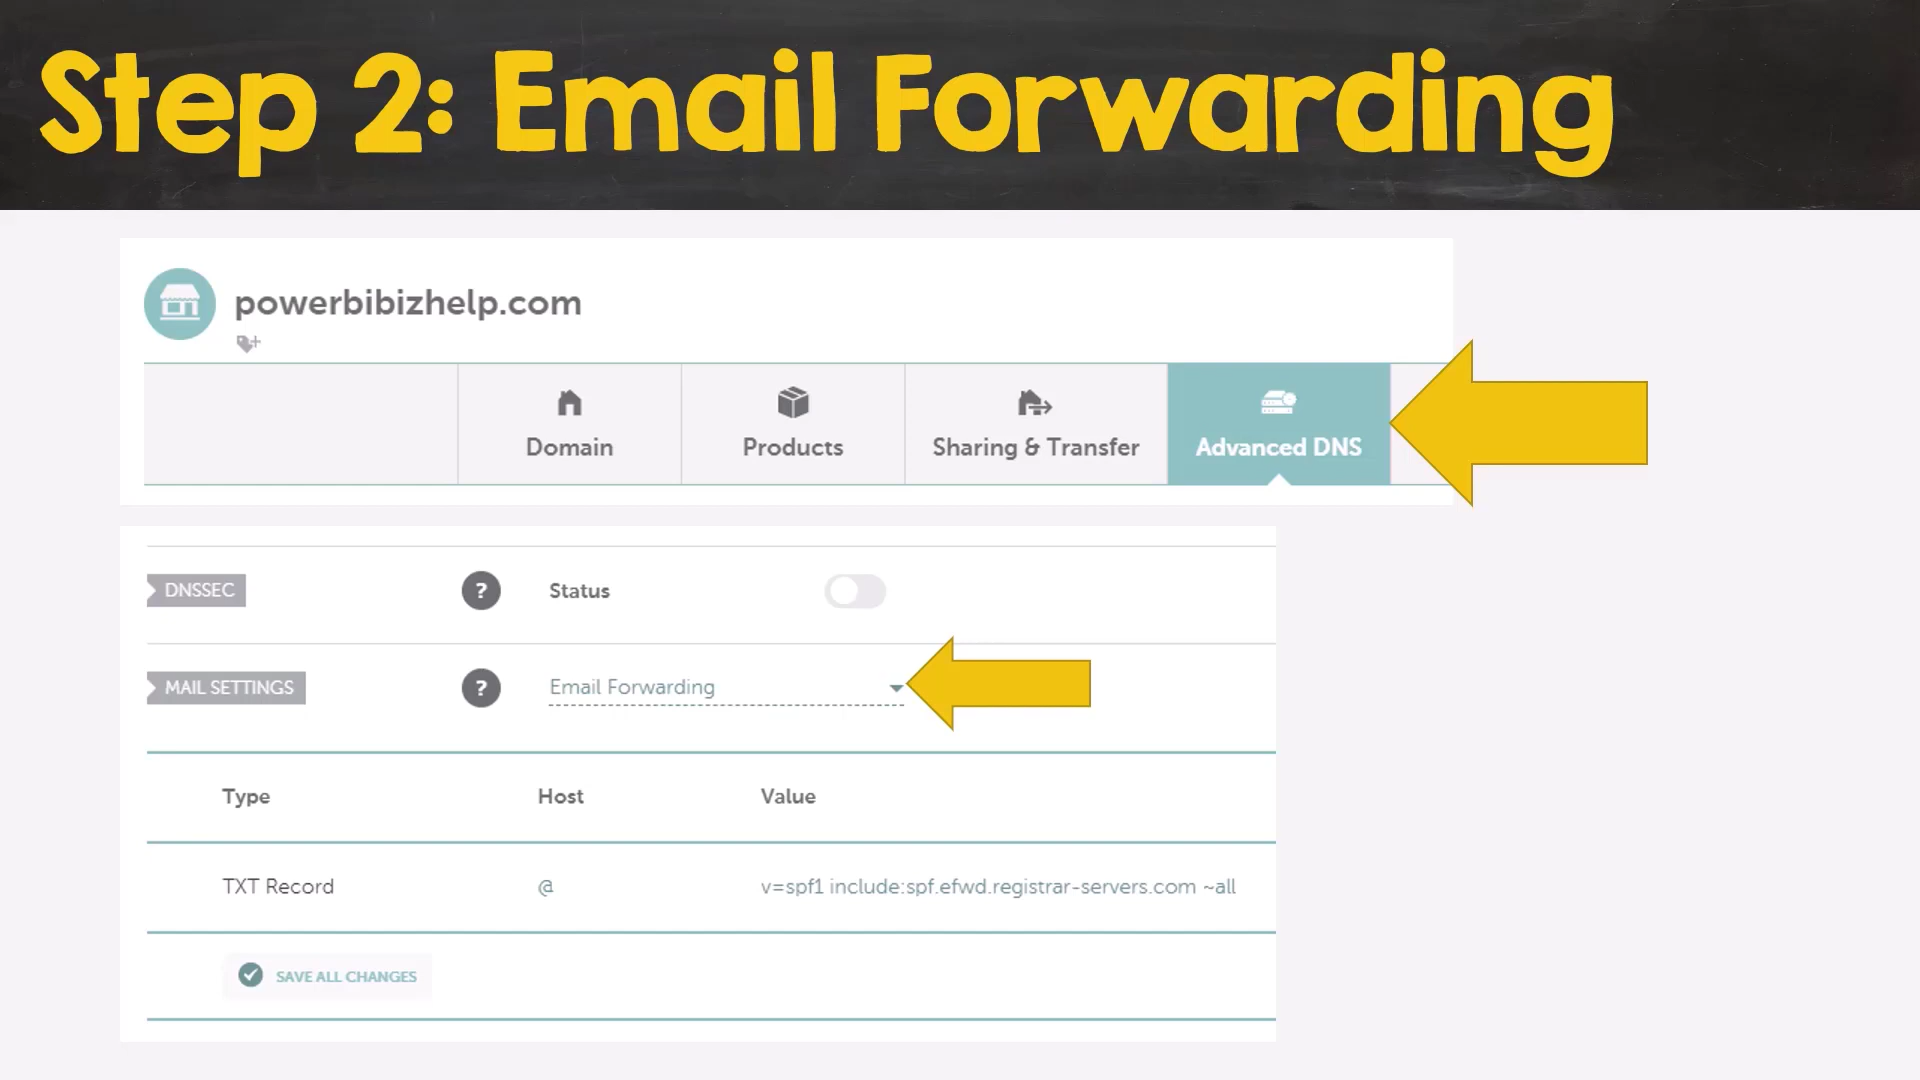 Step 2: Email Forwarding
powerbibizhelp.com
Domain
Products
Sharing & Transfer
Advanced DNS
DNSSEC
?
Status
MAIL SETTINGS
?
Email Forwarding
Type
Host
Value
TXT Record
@
v=spf1 include:spf.efwd.registrar-servers.com ~all
SAVE ALL CHANGES